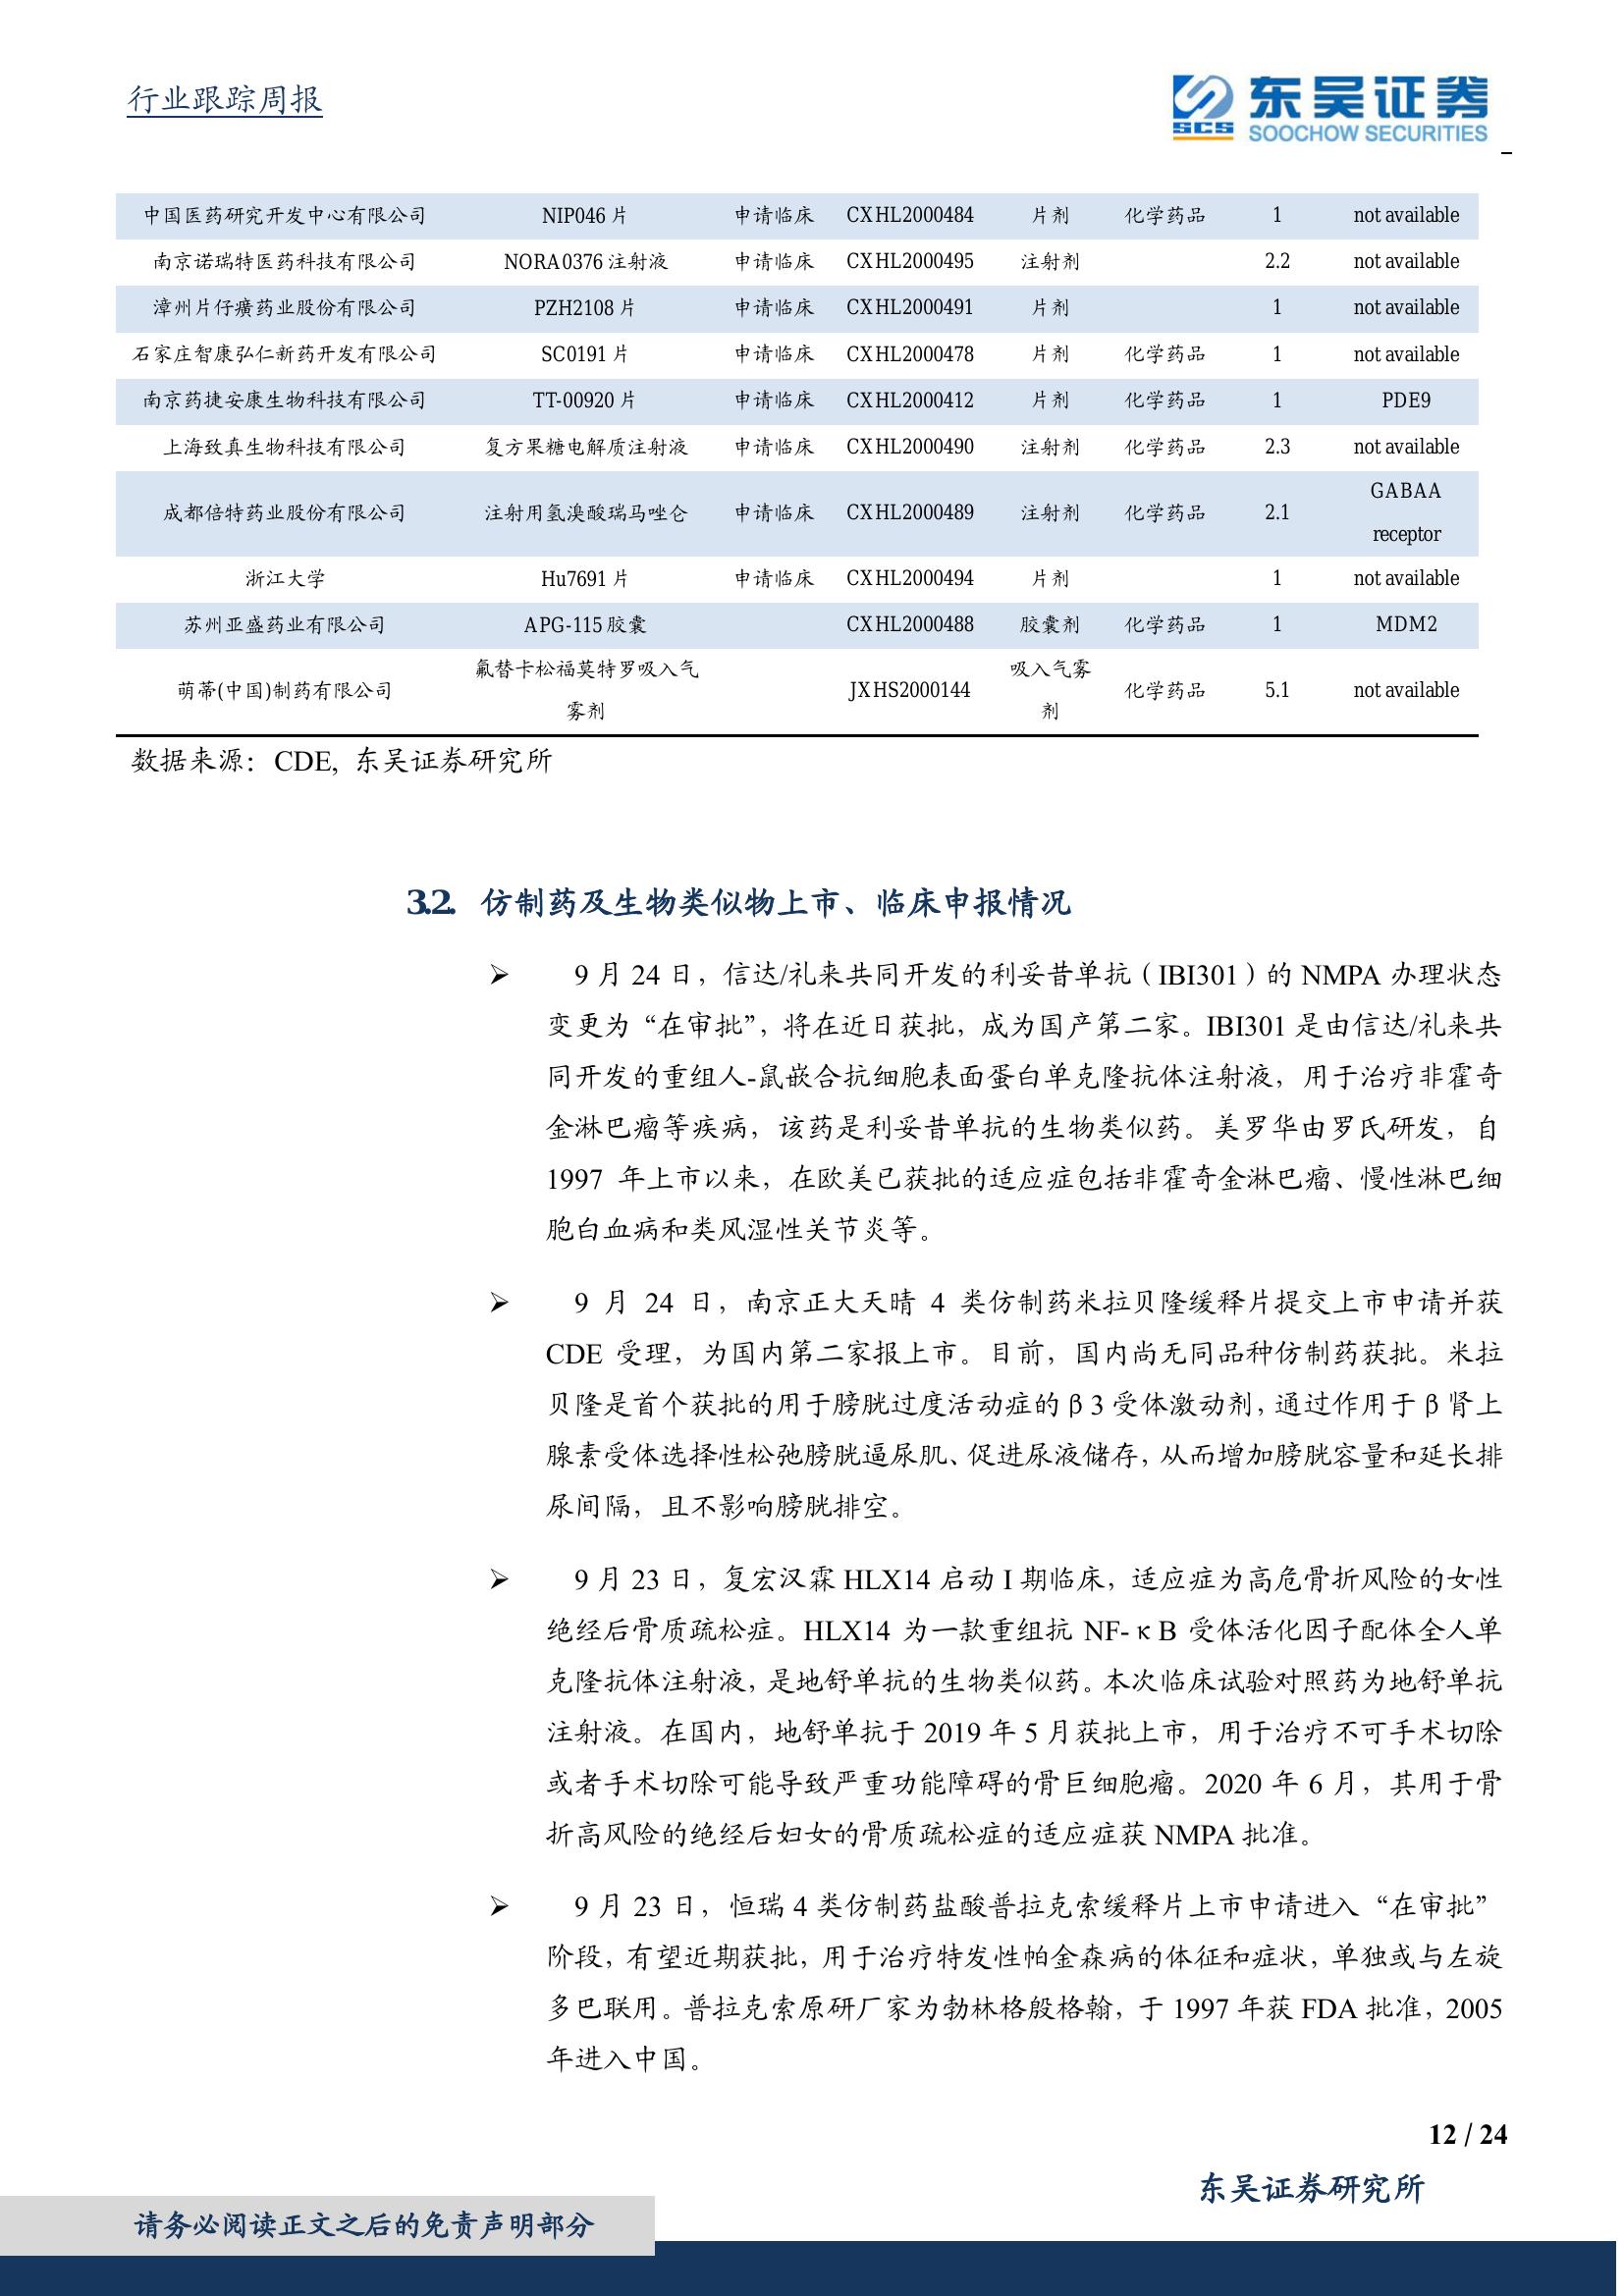 行业跟踪周报
东吴证券
SCS
SOOCHOW SECURITIES
中国医药研究开发中心有限公司 NIP046 片 申请临床 CXHL2000484 片剂 化学药品 1 not available
南京诺瑞特医药科技有限公司 NORA0376 注射液 申请临床 CXHL2000495 注射剂 2.2 not available
漳州片仔癀药业股份有限公司 PZH2108 片 申请临床 CXHL2000491 片剂 1 not available
石家庄智康弘仁新药开发有限公司 SC0191 片 申请临床 CXHL2000478 片剂 化学药品 1 not available
南京药捷安康生物科技有限公司 TT-00920 片 申请临床 CXHL2000412 片剂 化学药品 1 PDE9
上海致真生物科技有限公司 复方果糖电解质注射液 申请临床 CXHL2000490 注射剂 化学药品 2.3 not available
成都倍特药业股份有限公司 注射用氢溴酸瑞马唑仑 申请临床 CXHL2000489 注射剂 化学药品 2.1 GABAA
receptor
浙江大学 Hu7691 片 申请临床 CXHL2000494 片剂 1 not available
苏州亚盛药业有限公司 APG-115 胶囊 CXHL2000488 胶囊剂 化学药品 1 MDM2
萌蒂(中国)制药有限公司 氟替卡松福莫特罗吸入气 JXHS2000144 吸入气雾 化学药品 5.1 not available
雾剂 剂
数据来源：CDE，东吴证券研究所
3.2. 仿制药及生物类似物上市、临床申报情况
➢ 9 月 24 日，信达/礼来共同开发的利妥昔单抗（IBI301）的 NMPA 办理状态
变更为“在审批”，将在近日获批，成为国产第二家。IBI301 是由信达/礼来共
同开发的重组人-鼠嵌合抗细胞表面蛋白单克隆抗体注射液，用于治疗非霍奇
金淋巴瘤等疾病，该药是利妥昔单抗的生物类似药。美罗华由罗氏研发，自
1997 年上市以来，在欧美已获批的适应症包括非霍奇金淋巴瘤、慢性淋巴细
胞白血病和类风湿性关节炎等。
➢ 9 月 24 日，南京正大天晴 4 类仿制药米拉贝隆缓释片提交上市申请并获
CDE 受理，为国内第二家报上市。目前，国内尚无同品种仿制药获批。米拉
贝隆是首个获批的用于膀胱过度活动症的β3 受体激动剂，通过作用于β肾上
腺素受体选择性松弛膀胱逼尿肌、促进尿液储存，从而增加膀胱容量和延长排
尿间隔，且不影响膀胱排空。
➢ 9 月 23 日，复宏汉霖 HLX14 启动 I 期临床，适应症为高危骨折风险的女性
绝经后骨质疏松症。HLX14 为一款重组抗 NF-κB 受体活化因子配体全人单
克隆抗体注射液，是地舒单抗的生物类似药。本次临床试验对照药为地舒单抗
注射液。在国内，地舒单抗于 2019 年 5 月获批上市，用于治疗不可手术切除
或者手术切除可能导致严重功能障碍的骨巨细胞瘤。2020 年 6 月，其用于骨
折高风险的绝经后妇女的骨质疏松症的适应症获 NMPA 批准。
➢ 9 月 23 日，恒瑞 4 类仿制药盐酸普拉克索缓释片上市申请进入“在审批”
阶段，有望近期获批，用于治疗特发性帕金森病的体征和症状，单独或与左旋
多巴联用。普拉克索原研厂家为勃林格殷格翰，于 1997 年获 FDA 批准，2005
年进入中国。
12 / 24
东吴证券研究所
请务必阅读正文之后的免责声明部分